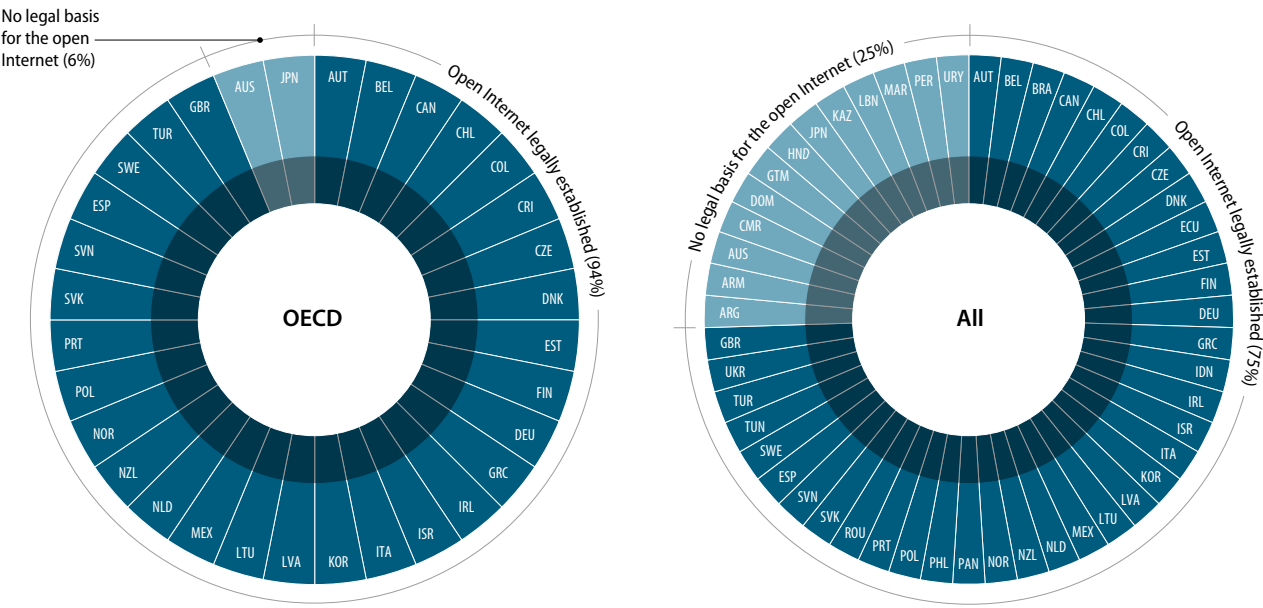 No legal basis
for the open
Internet (6%)
Open Internet legally established (94%)
AUT
BEL
CAN
CHL
COL
CRI
CZE
DNK
EST
FIN
DEU
GRC
IRL
ISR
ITA
KOR
LVA
LTU
MEX
NLD
NZL
NOR
POL
PRT
SVK
SVN
ESP
SWE
TUR
GBR
AUS
JPN
OECD
No legal basis for the open Internet (25%)
Open Internet legally established (75%)
AUT
BEL
BRA
CAN
CHL
COL
CRI
CZE
DNK
ECU
EST
FIN
DEU
GRC
IDN
IRL
ISR
ITA
KOR
LVA
LTU
MEX
NLD
NZL
NOR
PAN
PHL
POL
PRT
ROU
SVK
SVN
ESP
SWE
TUN
TUR
UKR
GBR
ARG
ARM
AUS
CMR
DOM
GTM
HND
JPN
KAZ
LBN
MAR
PER
URY
All